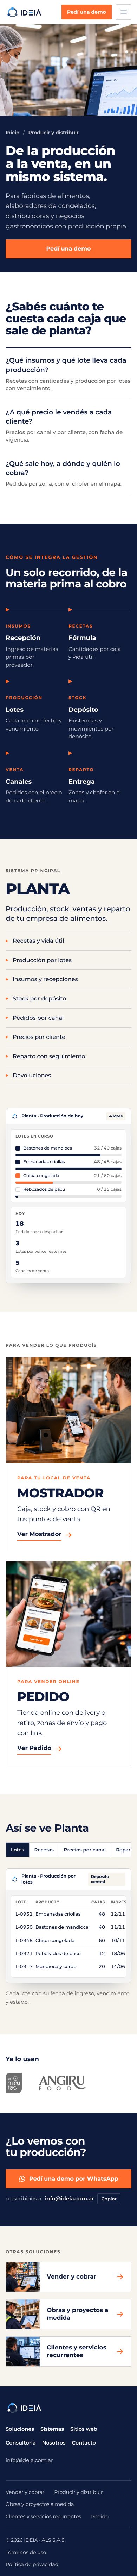 IDEIA
Pedí una demo
Inicio / Producir y distribuir
De la producción
a la venta, en un
mismo sistema.
Para fábricas de alimentos,
elaboradores de congelados,
distribuidoras y negocios
gastronómicos con producción propia.
Pedí una demo
¿Sabés cuánto te
cuesta cada caja que
sale de planta?
¿Qué insumos y qué lote lleva cada
producción?
Recetas con cantidades y producción por lotes
con vencimiento.
¿A qué precio le vendés a cada
cliente?
Precios por canal y por cliente, con fecha de
vigencia.
¿Qué sale hoy, a dónde y quién lo
cobra?
Pedidos por zona, con el chofer en el mapa.
CÓMO SE INTEGRA LA GESTIÓN
Un solo recorrido, de la
materia prima al cobro
INSUMOS
Recepción
Ingreso de materias
primas por
proveedor.
RECETAS
Fórmula
Cantidades por caja
y vida útil.
PRODUCCIÓN
Lotes
Cada lote con fecha y
vencimiento.
STOCK
Depósito
Existencias y
movimientos por
depósito.
VENTA
Canales
Pedidos con el precio
de cada cliente.
REPARTO
Entrega
Zonas y chofer en el
mapa.
SISTEMA PRINCIPAL
PLANTA
Producción, stock, ventas y reparto
de tu empresa de alimentos.
Recetas y vida útil
Producción por lotes
Insumos y recepciones
Stock por depósito
Pedidos por canal
Precios por cliente
Reparto con seguimiento
Devoluciones
Planta · Producción de hoy
4 lotes
LOTES EN CURSO
Bastones de mandioca 32 / 40 cajas
Empanadas criollas 48 / 48 cajas
Chipa congelada 21 / 60 cajas
Rebozados de pacú 0 / 15 cajas
HOY
18
Pedidos para despachar
3
Lotes por vencer este mes
5
Canales de venta
PARA VENDER LO QUE PRODUCÍS
PARA TU LOCAL DE VENTA
MOSTRADOR
Caja, stock y cobro con QR en
tus puntos de venta.
Ver Mostrador
PARA VENDER ONLINE
PEDIDO
Tienda online con delivery o
retiro, zonas de envío y pago
con link.
Ver Pedido
Así se ve Planta
Lotes Recetas Precios por canal Repar
Planta · Producción por
lotes
Depósito
central
LOTE PRODUCTO CAJAS INGRES
L-0951 Empanadas criollas 48 12/11
L-0950 Bastones de mandioca 40 11/11
L-0948 Chipa congelada 60 10/11
L-0921 Rebozados de pacú 12 18/06
L-0917 Mandioca y cerdo 20 14/06
Cada lote con su fecha de ingreso, vencimiento
y estado.
Ya lo usan
ANGIRU
FOOD
¿Lo vemos con
tu producción?
Pedí una demo por WhatsApp
o escribinos a info@ideia.com.ar Copiar
OTRAS SOLUCIONES
Vender y cobrar
Obras y proyectos a
medida
Clientes y servicios
recurrentes
IDEIA
Soluciones Sistemas Sitios web
Consultoría Nosotros Contacto
info@ideia.com.ar
Vender y cobrar Producir y distribuir
Obras y proyectos a medida
Clientes y servicios recurrentes Pedido
© 2026 IDEIA · ALS S.A.S.
Términos de uso
Política de privacidad